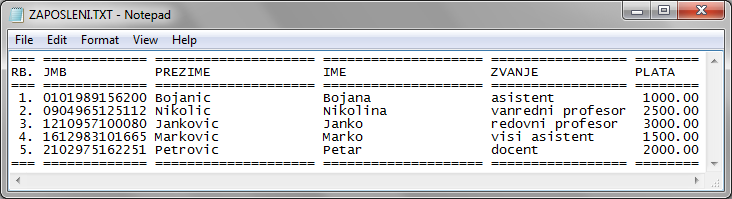 ZAPOSLENI.TXT - Notepad
File Edit Format View Help
=== ============= ==================== ==================== ================= ========
RB. JMB PREZIME IME ZVANJE PLATA
=== ============= ==================== ==================== ================= ========
1. 0101989156200 Bojanic Bojana asistent 1000.00
2. 0904965125112 Nikolic Nikolina vanredni profesor 2500.00
3. 1210957100080 Jankovic Janko redovni profesor 3000.00
4. 1612983101665 Markovic Marko visi asistent 1500.00
5. 2102975162251 Petrovic Petar docent 2000.00
=== ============= ==================== ==================== ================= ========